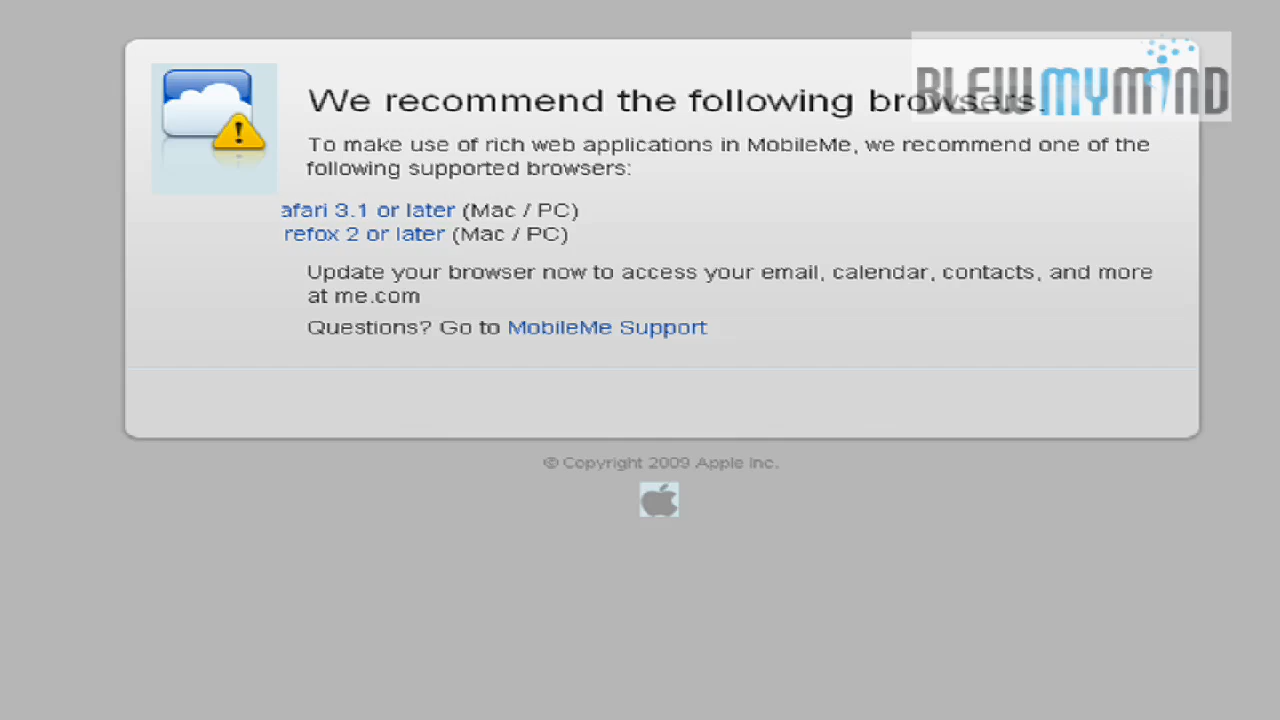 BLEWMYMIND
We recommend the following browsers.
To make use of rich web applications in MobileMe, we recommend one of the
following supported browsers:
afari 3.1 or later (Mac / PC)
refox 2 or later (Mac / PC)
Update your browser now to access your email, calendar, contacts, and more
at me.com
Questions? Go to MobileMe Support
© Copyright 2009 Apple Inc.